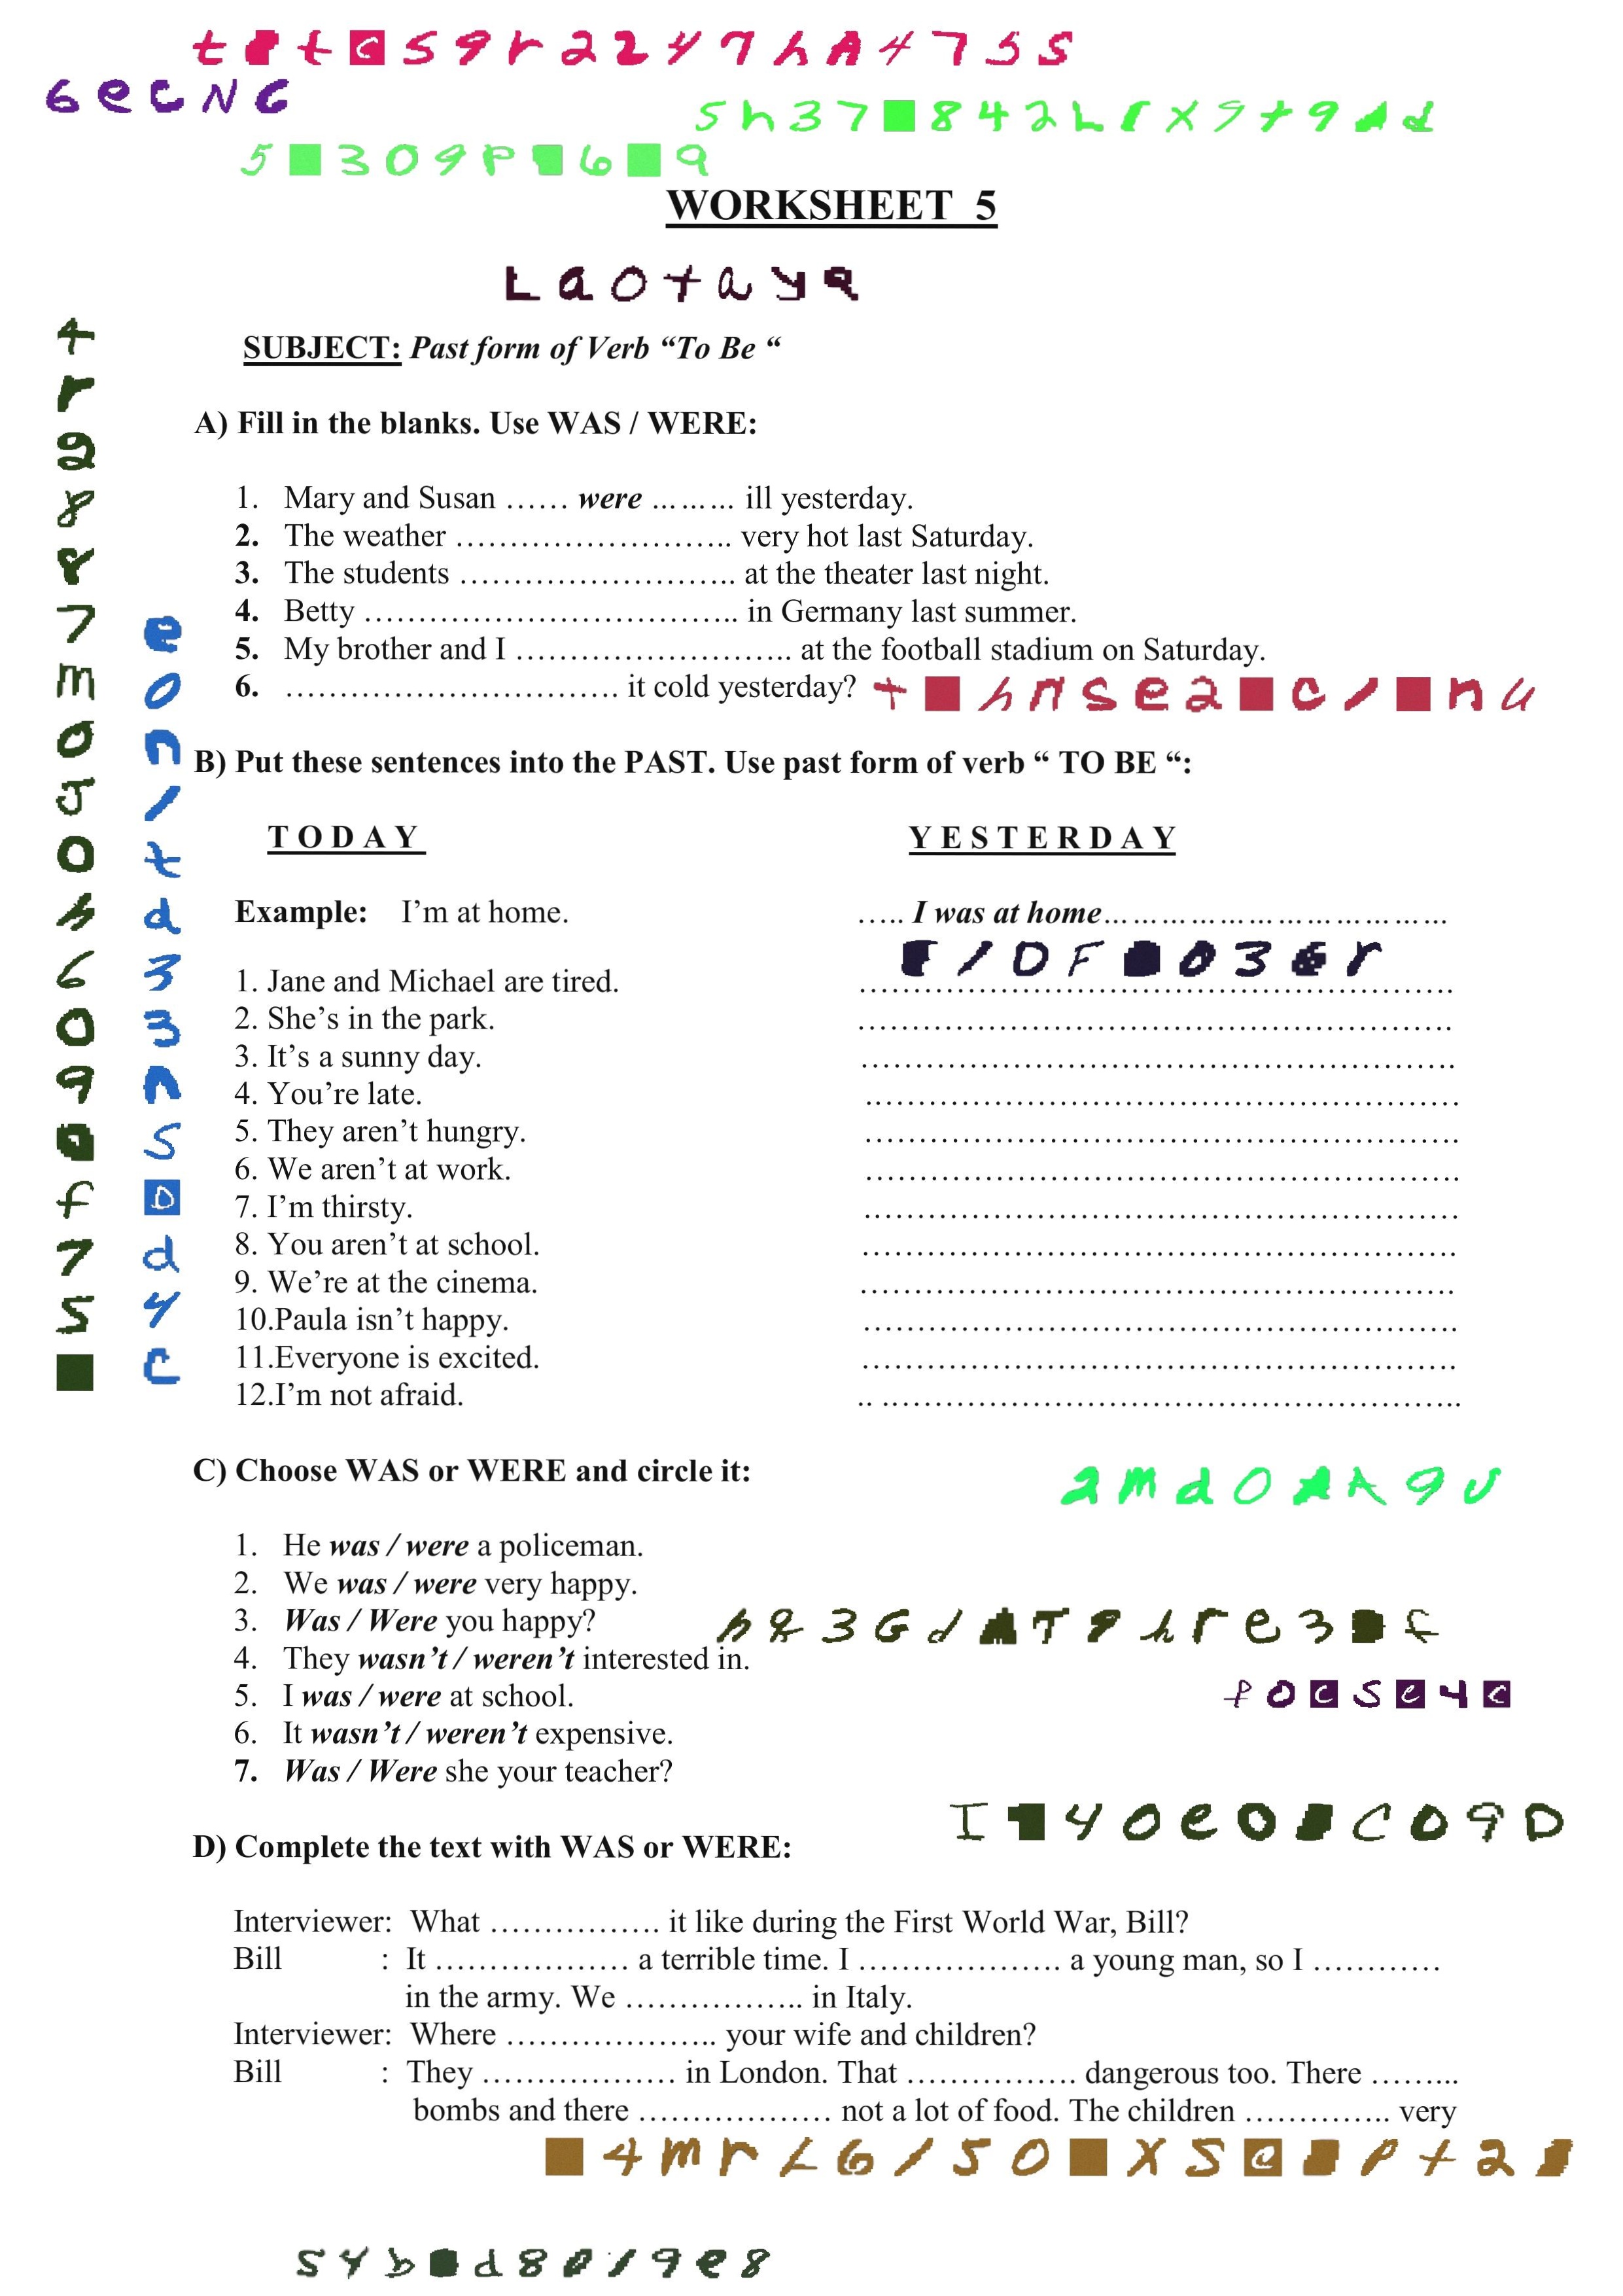 6 e C N G
WORKSHEET 5
L a o t a y q
SUBJECT: Past form of Verb “To Be “
A) Fill in the blanks. Use WAS / WERE:
1. Mary and Susan …… were ……… ill yesterday.
2. The weather …………………….. very hot last Saturday.
3. The students …………………….. at the theater last night.
4. Betty …………………………….. in Germany last summer.
5. My brother and I …………………….. at the football stadium on Saturday.
6. …………………………. it cold yesterday?
B) Put these sentences into the PAST. Use past form of verb “ TO BE “:
T O D A Y Y E S T E R D A Y
Example: I’m at home. ….. I was at home………………………………
1. Jane and Michael are tired. ……………………………………………….
2. She’s in the park. ……………………………………………….
3. It’s a sunny day. ……………………………………………….
4. You’re late. ……………………………………………….
5. They aren’t hungry. ……………………………………………….
6. We aren’t at work. ……………………………………………….
7. I’m thirsty. ……………………………………………….
8. You aren’t at school. ……………………………………………….
9. We’re at the cinema. ……………………………………………….
10.Paula isn’t happy. ……………………………………………….
11.Everyone is excited. ……………………………………………….
12.I’m not afraid. .. ……………………………………………..
C) Choose WAS or WERE and circle it:
1. He was / were a policeman.
2. We was / were very happy.
3. Was / Were you happy?
4. They wasn’t / weren’t interested in.
5. I was / were at school.
6. It wasn’t / weren’t expensive.
7. Was / Were she your teacher?
D) Complete the text with WAS or WERE:
Interviewer: What ……………. it like during the First World War, Bill?
Bill : It ……………… a terrible time. I ………………. a young man, so I …………
in the army. We …………….. in Italy.
Interviewer: Where ……………….. your wife and children?
Bill : They ……………… in London. That ……………. dangerous too. There ……...
bombs and there ……………… not a lot of food. The children ………….. very